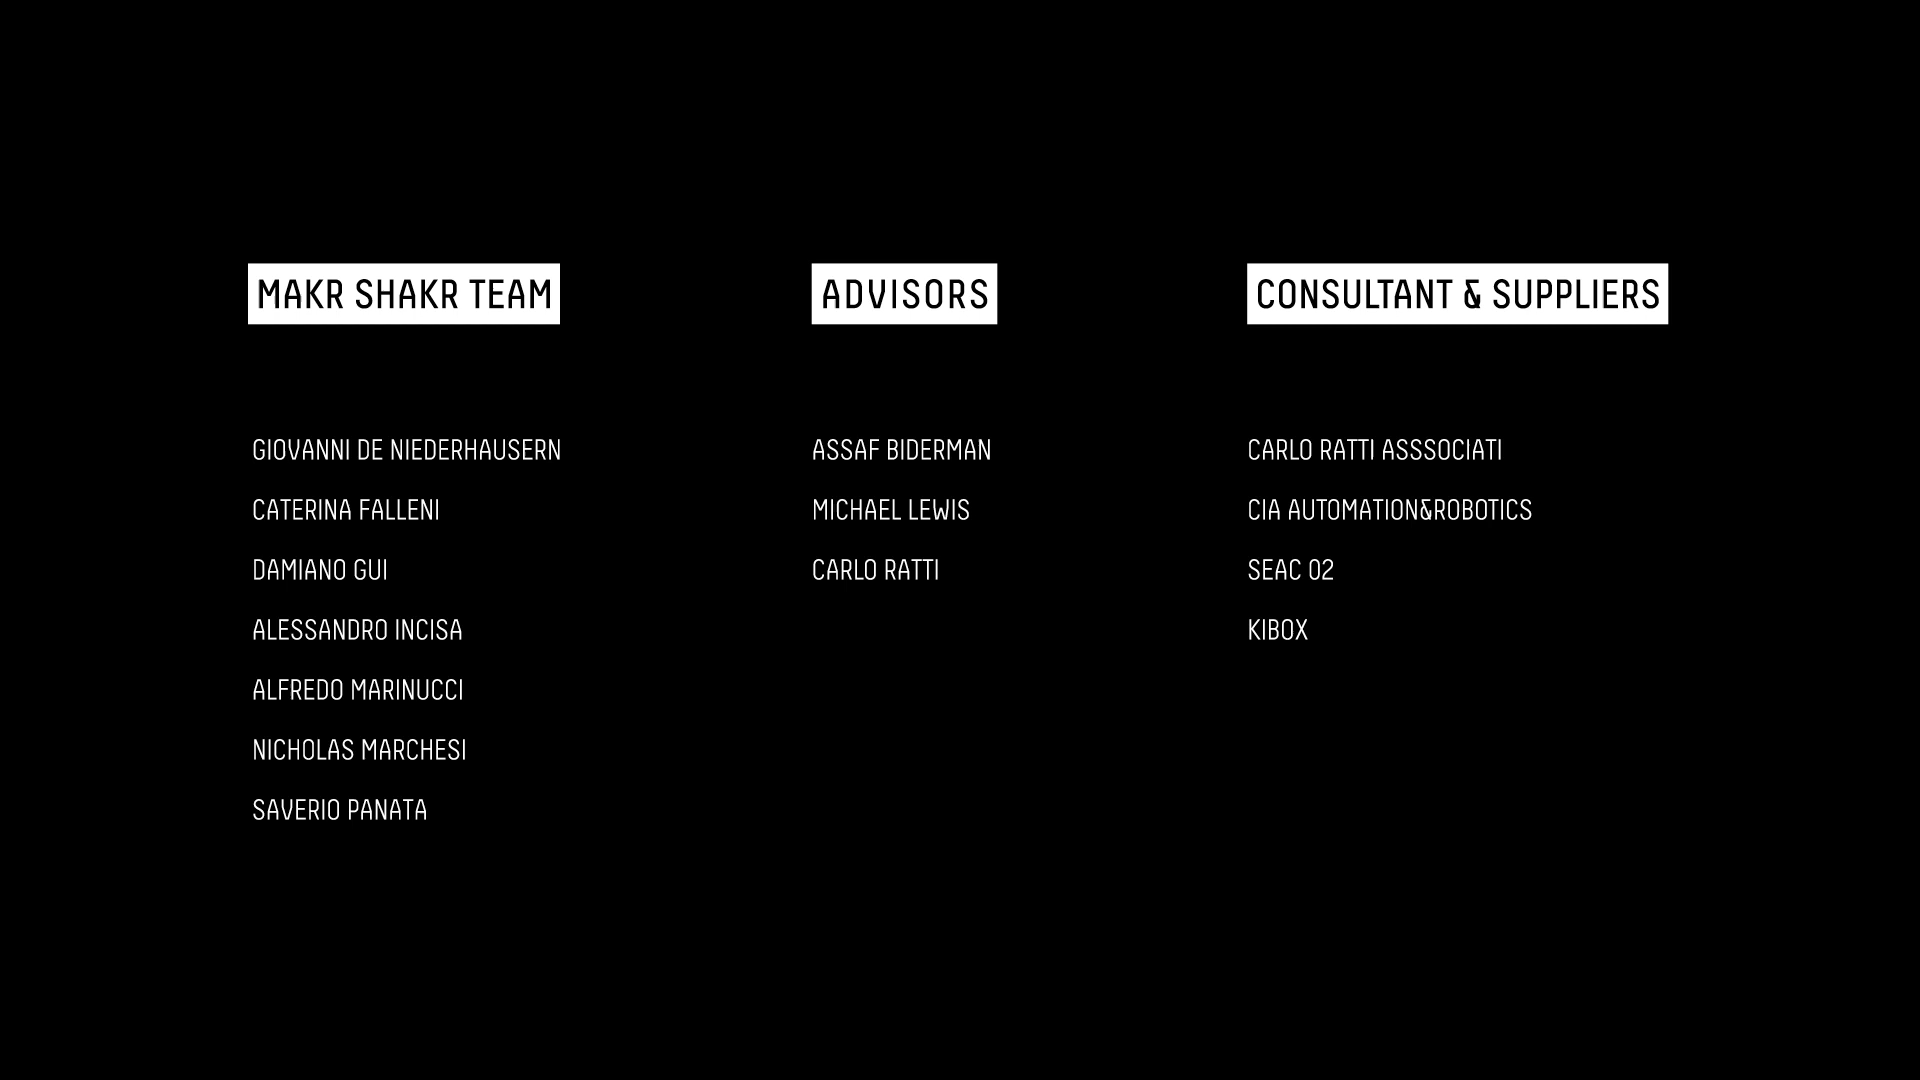 MAKR SHAKR TEAM
GIOVANNI DE NIEDERHAUSERN
CATERINA FALLENI
DAMIANO GUI
ALESSANDRO INCISA
ALFREDO MARINUCCI
NICHOLAS MARCHESI
SAVERIO PANATA
ADVISORS
ASSAF BIDERMAN
MICHAEL LEWIS
CARLO RATTI
CONSULTANT & SUPPLIERS
CARLO RATTI ASSSOCIATI
CIA AUTOMATION&ROBOTICS
SEAC 02
KIBOX